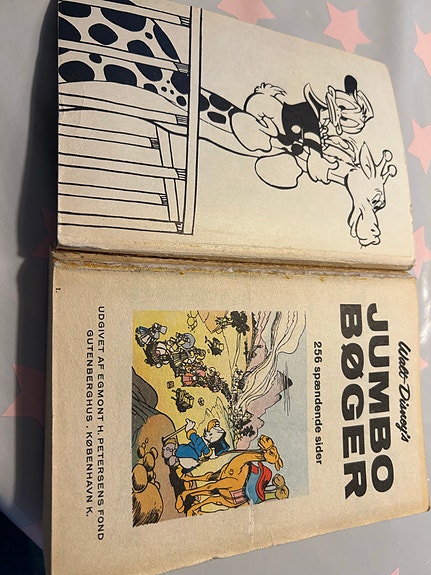 Walt Disney's
JUMBO
BØGER
256 spændende sider
UDGIVET AF EGMONT H. PETERSENS FOND
GUTENBERGHUS . KØBENHAVN K.